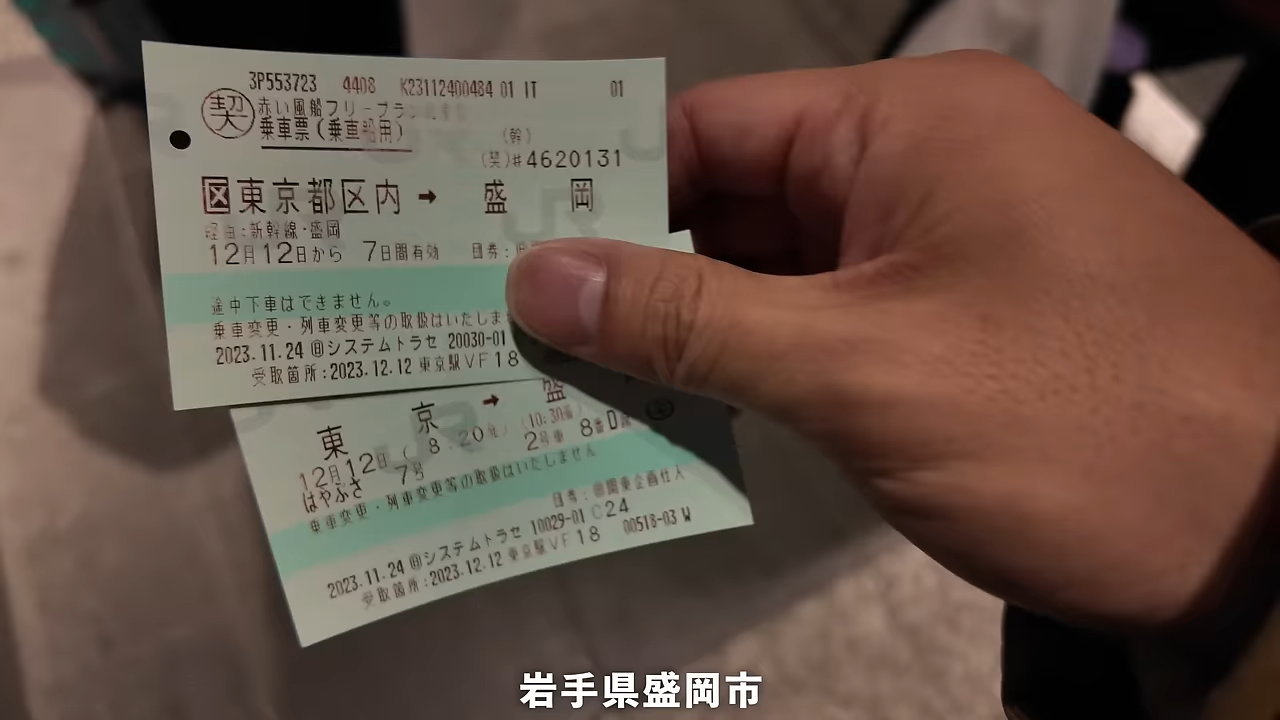 3P553723 4408 K23112400484 01 IT 01
契 赤い風船フリープラン
乗車票(乗車船用)
(幹)
(契)#4620131
区東京都区内 → 盛 岡
経由:新幹線・盛岡
12月12日から 7日間有効 団券:
途中下車はできません。
乗車変更・列車変更等の取扱はいたしま
2023.11.24 システムトラセ 20030-01
受取箇所:2023.12.12 東京駅VF18
東 京 → 盛
12月12日 ( 8.20発) (10:30着) 2号車 8番D席
はやぶさ 7号
乗車変更・列車変更等の取扱はいたしません
団券:
2023.11.24 システムトラセ 10029-01 C24
受取箇所:2023.12.12 東京駅VF18 00518-03 W
岩手県盛岡市